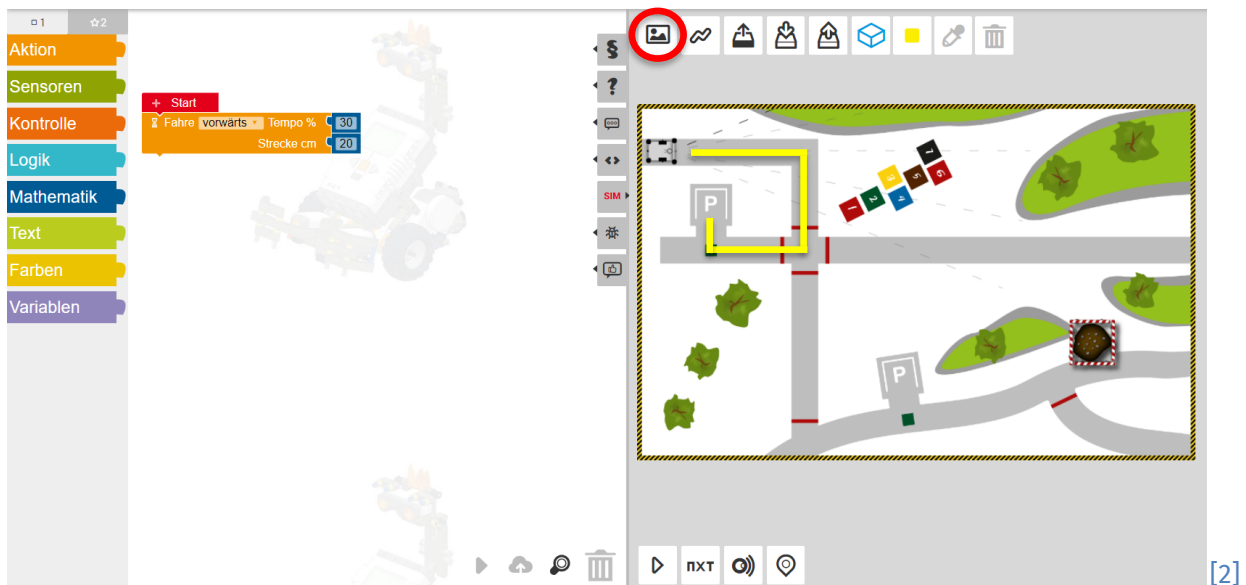 1 2
Aktion
Sensoren
Kontrolle
Logik
Mathematik
Text
Farben
Variablen
+ Start
Fahre vorwärts Tempo % 30
Strecke cm 20
§
?
<>
SIM
P
1
2
3
4
5
6
7
P
ΠXT
[2]